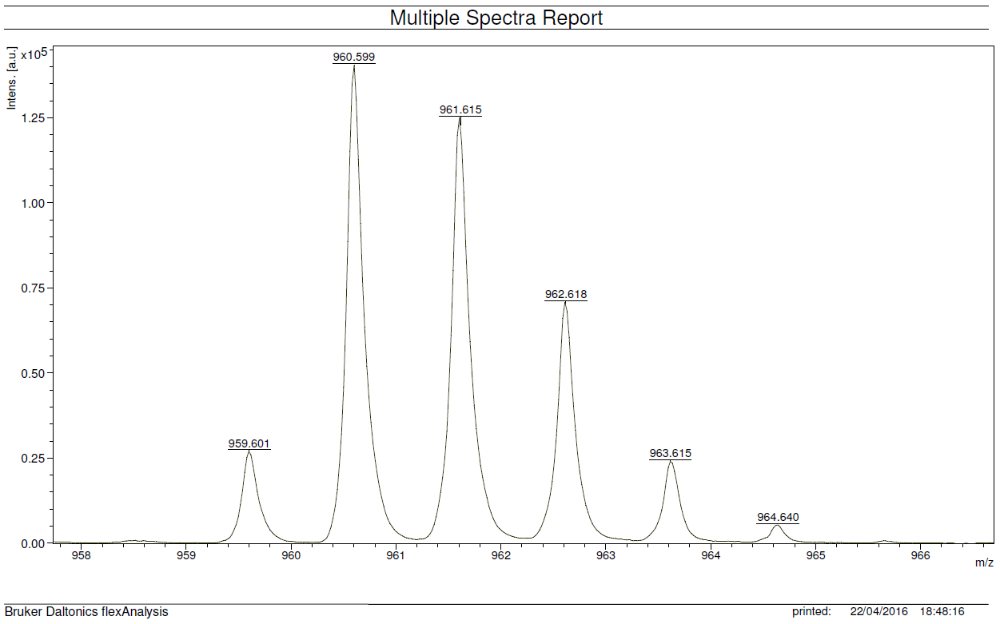 Multiple Spectra Report
Intens. [a.u.]
x10⁵
960.599
961.615
1.25
1.00
0.75
962.618
0.50
959.601
963.615
0.25
964.640
0.00
958 959 960 961 962 963 964 965 966
m/z
Bruker Daltonics flexAnalysis printed: 22/04/2016 18:48:16